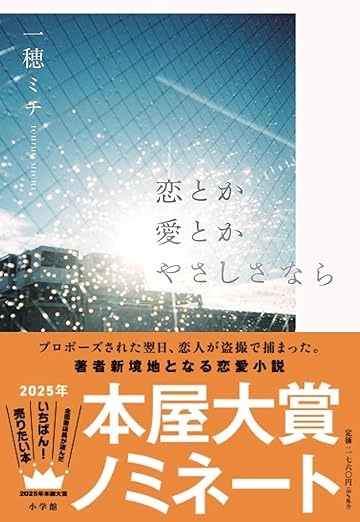 一穂ミチ
ICHIHO MICHI
恋とか
愛とか
やさしさなら
プロポーズされた翌日、恋人が盗撮で捕まった。
著者新境地となる恋愛小説
2025年
本屋大賞
ノミネート
全国書店員が選んだ
いちばん!
売りたい本
2025年本屋大賞
小学館
定価:一七六〇円(税込)